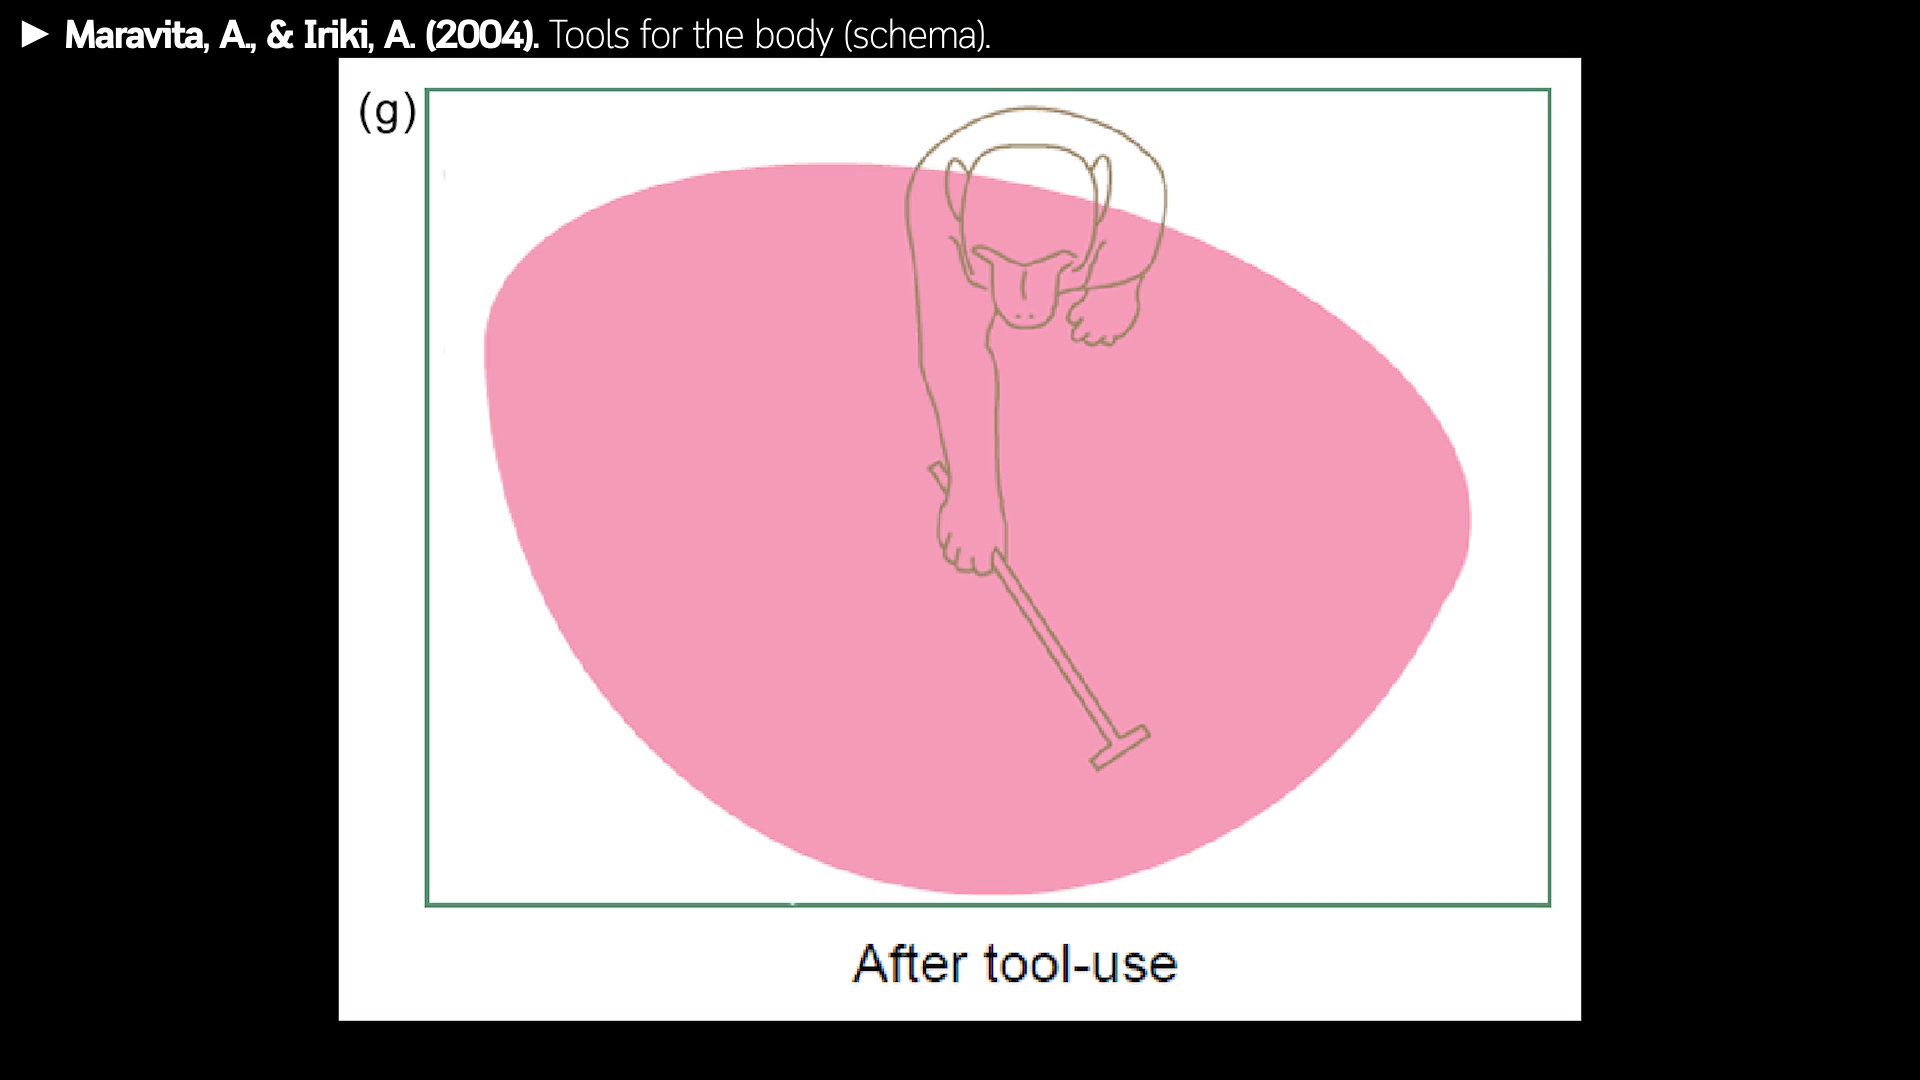 ► Maravita, A., & Iriki, A. (2004). Tools for the body (schema).
(g)
After tool-use